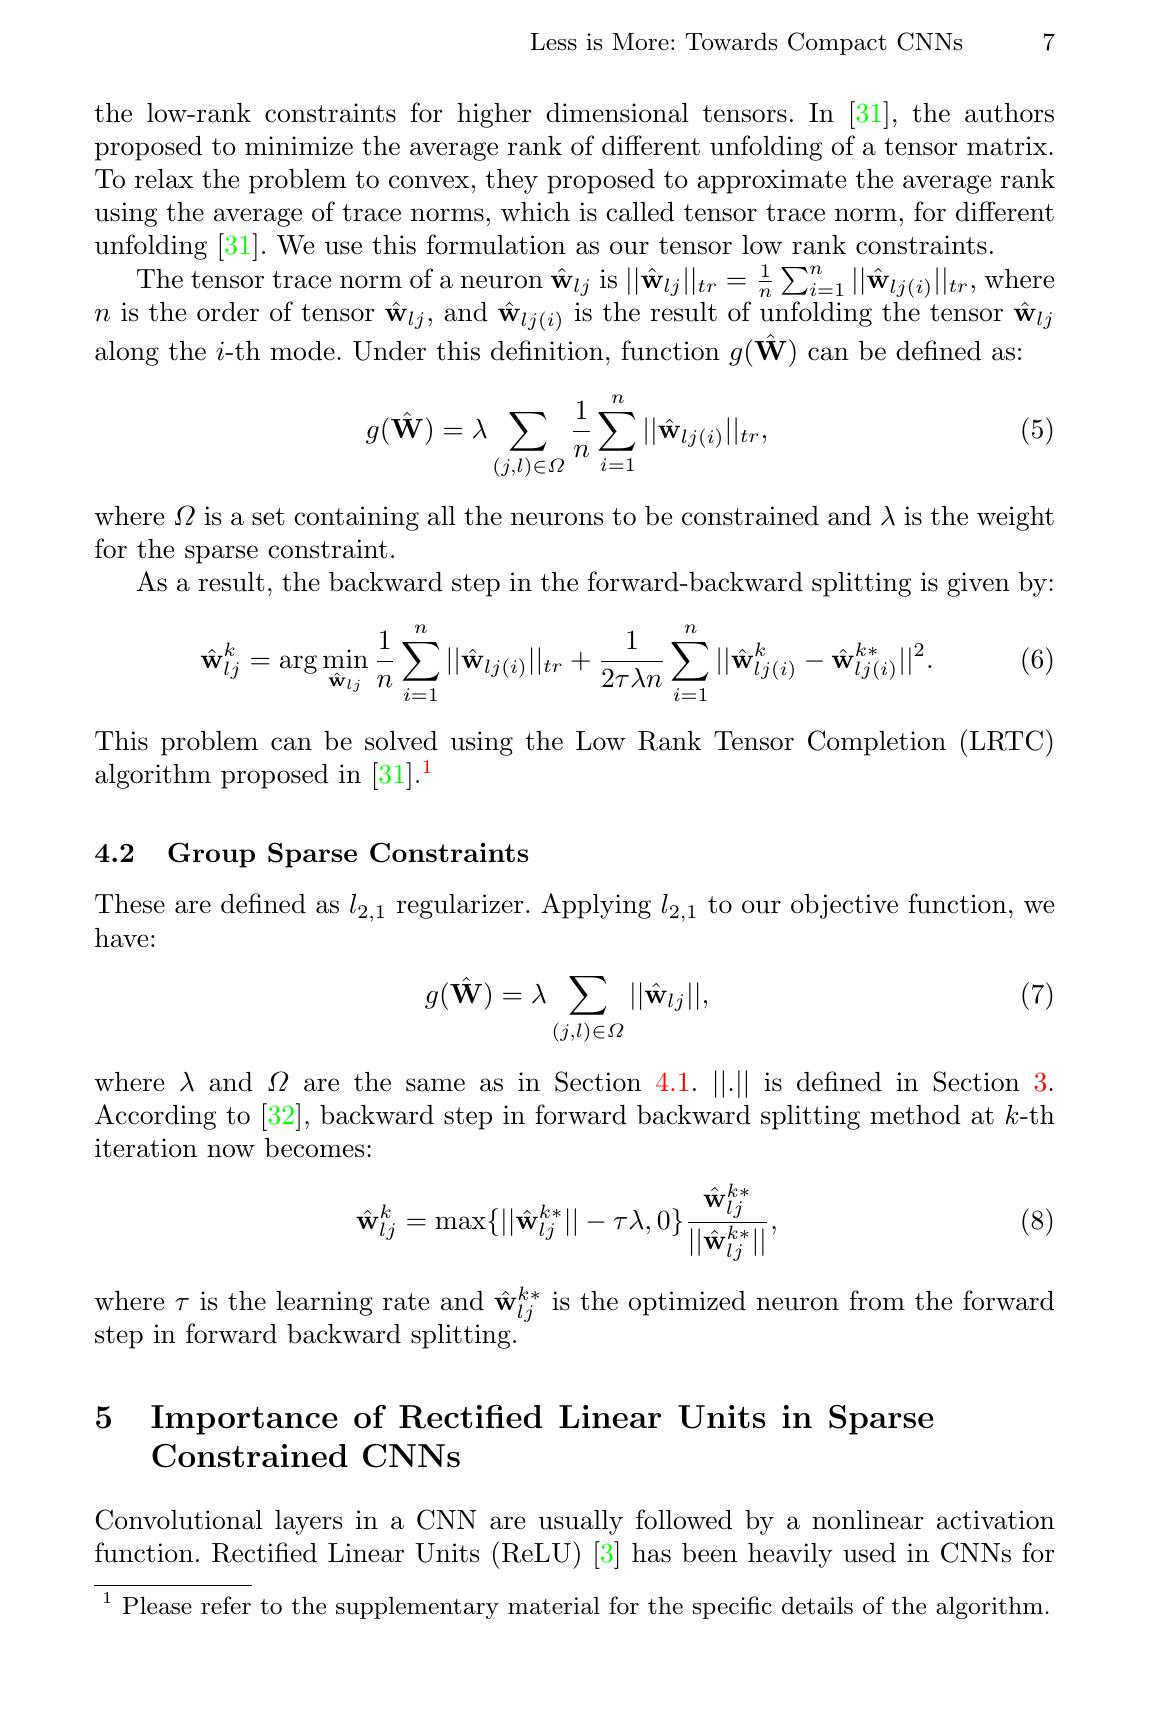 Less is More: Towards Compact CNNs 7
the low-rank constraints for higher dimensional tensors. In [31], the authors
proposed to minimize the average rank of different unfolding of a tensor matrix.
To relax the problem to convex, they proposed to approximate the average rank
using the average of trace norms, which is called tensor trace norm, for different
unfolding [31]. We use this formulation as our tensor low rank constraints.
The tensor trace norm of a neuron $\hat{\mathbf{w}}_{lj}$ is $||\hat{\mathbf{w}}_{lj}||_{tr} = \frac{1}{n} \sum_{i=1}^{n} ||\hat{\mathbf{w}}_{lj(i)}||_{tr}$, where
$n$ is the order of tensor $\hat{\mathbf{w}}_{lj}$, and $\hat{\mathbf{w}}_{lj(i)}$ is the result of unfolding the tensor $\hat{\mathbf{w}}_{lj}$
along the $i$-th mode. Under this definition, function $g(\hat{\mathbf{W}})$ can be defined as:
$g(\hat{\mathbf{W}}) = \lambda \sum_{(j,l)\in\Omega} \frac{1}{n} \sum_{i=1}^{n} ||\hat{\mathbf{w}}_{lj(i)}||_{tr},$ (5)
where $\Omega$ is a set containing all the neurons to be constrained and $\lambda$ is the weight
for the sparse constraint.
As a result, the backward step in the forward-backward splitting is given by:
$\hat{\mathbf{w}}_{lj}^{k} = \arg\min_{\hat{\mathbf{w}}_{lj}} \frac{1}{n} \sum_{i=1}^{n} ||\hat{\mathbf{w}}_{lj(i)}||_{tr} + \frac{1}{2\tau\lambda n} \sum_{i=1}^{n} ||\hat{\mathbf{w}}_{lj(i)}^{k} - \hat{\mathbf{w}}_{lj(i)}^{k*}||^2.$ (6)
This problem can be solved using the Low Rank Tensor Completion (LRTC)
algorithm proposed in [31].$^1$
4.2 Group Sparse Constraints
These are defined as $l_{2,1}$ regularizer. Applying $l_{2,1}$ to our objective function, we
have:
$g(\hat{\mathbf{W}}) = \lambda \sum_{(j,l)\in\Omega} ||\hat{\mathbf{w}}_{lj}||,$ (7)
where $\lambda$ and $\Omega$ are the same as in Section 4.1. $||.||$ is defined in Section 3.
According to [32], backward step in forward backward splitting method at $k$-th
iteration now becomes:
$\hat{\mathbf{w}}_{lj}^{k} = \max\{||\hat{\mathbf{w}}_{lj}^{k*}|| - \tau\lambda, 0\} \frac{\hat{\mathbf{w}}_{lj}^{k*}}{||\hat{\mathbf{w}}_{lj}^{k*}||},$ (8)
where $\tau$ is the learning rate and $\hat{\mathbf{w}}_{lj}^{k*}$ is the optimized neuron from the forward
step in forward backward splitting.
5 Importance of Rectified Linear Units in Sparse
Constrained CNNs
Convolutional layers in a CNN are usually followed by a nonlinear activation
function. Rectified Linear Units (ReLU) [3] has been heavily used in CNNs for
$^1$ Please refer to the supplementary material for the specific details of the algorithm.